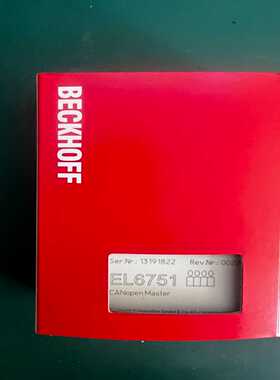 BECKHOFF
Ser.Nr.: 13191822 Rev.Nr.:
EL6751
CANopen Master